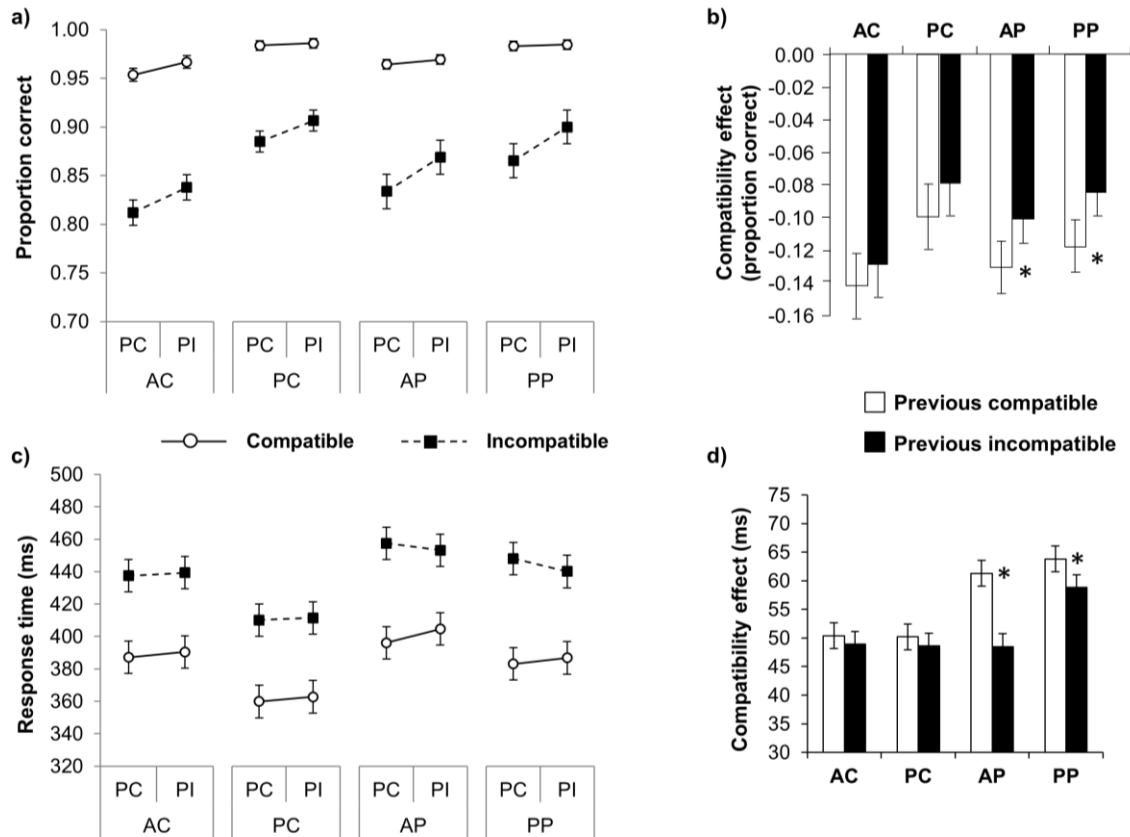 a)
Proportion correct
1.00
0.95
0.90
0.85
0.80
0.75
0.70
PC PI PC PI PC PI PC PI
AC PC AP PP
b)
AC PC AP PP
Compatibility effect
(proportion correct)
0.00
-0.02
-0.04
-0.06
-0.08
-0.10
-0.12
-0.14
-0.16
* *
Previous compatible
Previous incompatible
Compatible Incompatible
c)
Response time (ms)
500
480
460
440
420
400
380
360
340
320
PC PI PC PI PC PI PC PI
AC PC AP PP
d)
Compatibility effect (ms)
75
70
65
60
55
50
45
40
35
30
* *
AC PC AP PP